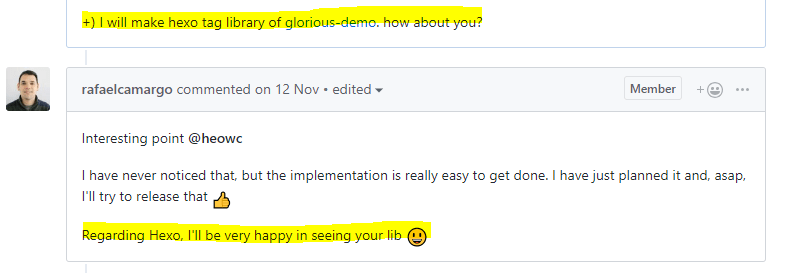 +) I will make hexo tag library of glorious-demo. how about you?
rafaelcamargo commented on 12 Nov • edited
Member
Interesting point @heowc
I have never noticed that, but the implementation is really easy to get done. I have just planned it and, asap,
I'll try to release that 👍
Regarding Hexo, I'll be very happy in seeing your lib 😃